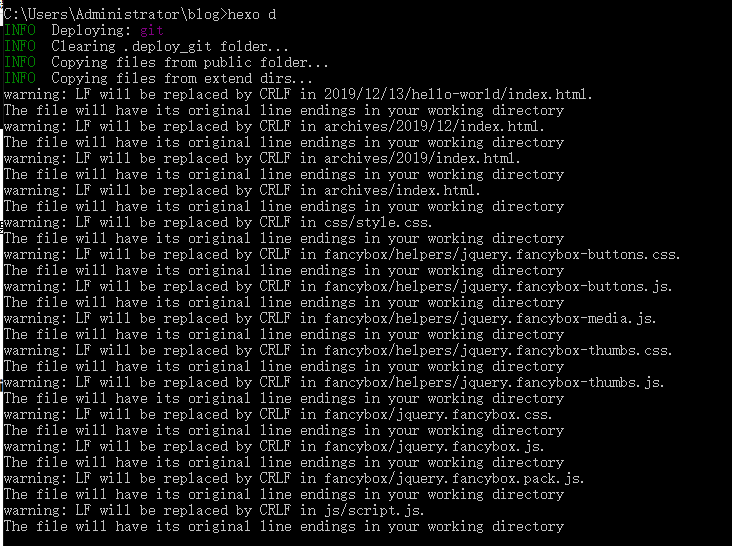 C:\Users\Administrator\blog>hexo d
INFO  Deploying: git
INFO  Clearing .deploy_git folder...
INFO  Copying files from public folder...
INFO  Copying files from extend dirs...
warning: LF will be replaced by CRLF in 2019/12/13/hello-world/index.html.
The file will have its original line endings in your working directory
warning: LF will be replaced by CRLF in archives/2019/12/index.html.
The file will have its original line endings in your working directory
warning: LF will be replaced by CRLF in archives/2019/index.html.
The file will have its original line endings in your working directory
warning: LF will be replaced by CRLF in archives/index.html.
The file will have its original line endings in your working directory
warning: LF will be replaced by CRLF in css/style.css.
The file will have its original line endings in your working directory
warning: LF will be replaced by CRLF in fancybox/helpers/jquery.fancybox-buttons.css.
The file will have its original line endings in your working directory
warning: LF will be replaced by CRLF in fancybox/helpers/jquery.fancybox-buttons.js.
The file will have its original line endings in your working directory
warning: LF will be replaced by CRLF in fancybox/helpers/jquery.fancybox-media.js.
The file will have its original line endings in your working directory
warning: LF will be replaced by CRLF in fancybox/helpers/jquery.fancybox-thumbs.css.
The file will have its original line endings in your working directory
warning: LF will be replaced by CRLF in fancybox/helpers/jquery.fancybox-thumbs.js.
The file will have its original line endings in your working directory
warning: LF will be replaced by CRLF in fancybox/jquery.fancybox.css.
The file will have its original line endings in your working directory
warning: LF will be replaced by CRLF in fancybox/jquery.fancybox.js.
The file will have its original line endings in your working directory
warning: LF will be replaced by CRLF in fancybox/jquery.fancybox.pack.js.
The file will have its original line endings in your working directory
warning: LF will be replaced by CRLF in js/script.js.
The file will have its original line endings in your working directory